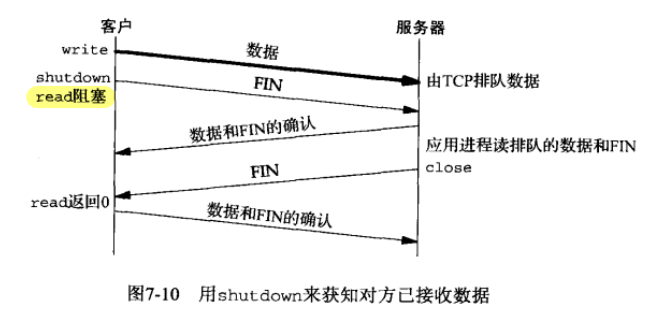 客户
服务器
write
数据
shutdown
FIN
由TCP排队数据
read阻塞
数据和FIN的确认
应用进程读排队的数据和FIN
FIN
close
read返回0
数据和FIN的确认
图7-10 用shutdown来获知对方已接收数据